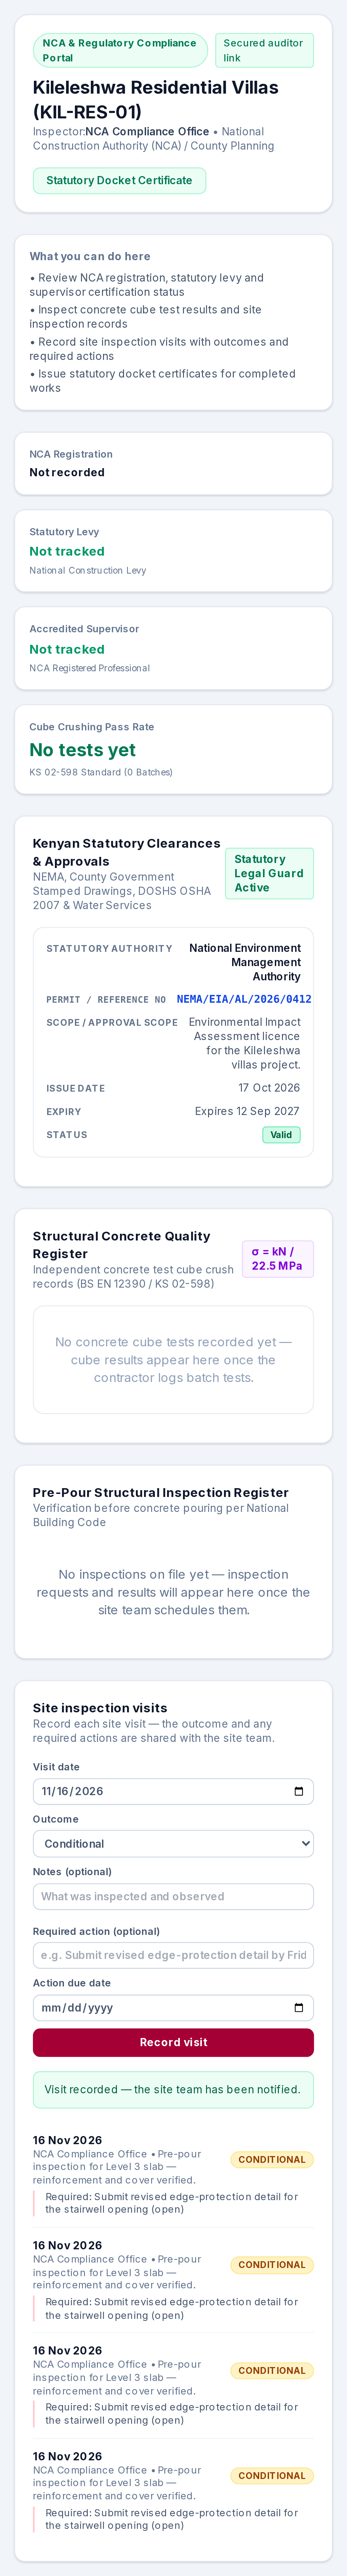 NCA & Regulatory Compliance
Portal
Secured auditor
link
Kileleshwa Residential Villas
(KIL-RES-01)
Inspector:NCA Compliance Office • National
Construction Authority (NCA) / County Planning
Statutory Docket Certificate
What you can do here
• Review NCA registration, statutory levy and
supervisor certification status
• Inspect concrete cube test results and site
inspection records
• Record site inspection visits with outcomes and
required actions
• Issue statutory docket certificates for completed
works
NCA Registration
Not recorded
Statutory Levy
Not tracked
National Construction Levy
Accredited Supervisor
Not tracked
NCA Registered Professional
Cube Crushing Pass Rate
No tests yet
KS 02-598 Standard (0 Batches)
Kenyan Statutory Clearances
& Approvals
NEMA, County Government
Stamped Drawings, DOSHS OSHA
2007 & Water Services
Statutory
Legal Guard
Active
STATUTORY AUTHORITY
National Environment
Management
Authority
PERMIT / REFERENCE NO
NEMA/EIA/AL/2026/0412
SCOPE / APPROVAL SCOPE
Environmental Impact
Assessment licence
for the Kileleshwa
villas project.
ISSUE DATE
17 Oct 2026
EXPIRY
Expires 12 Sep 2027
STATUS
Valid
Structural Concrete Quality
Register
Independent concrete test cube crush
records (BS EN 12390 / KS 02-598)
σ = kN /
22.5 MPa
No concrete cube tests recorded yet —
cube results appear here once the
contractor logs batch tests.
Pre-Pour Structural Inspection Register
Verification before concrete pouring per National
Building Code
No inspections on file yet — inspection
requests and results will appear here once the
site team schedules them.
Site inspection visits
Record each site visit — the outcome and any
required actions are shared with the site team.
Visit date
11/16/2026
Outcome
Conditional
Notes (optional)
What was inspected and observed
Required action (optional)
e.g. Submit revised edge-protection detail by Frid
Action due date
mm/dd/yyyy
Record visit
Visit recorded — the site team has been notified.
16 Nov 2026
NCA Compliance Office • Pre-pour
inspection for Level 3 slab —
reinforcement and cover verified.
CONDITIONAL
Required: Submit revised edge-protection detail for
the stairwell opening (open)
16 Nov 2026
NCA Compliance Office • Pre-pour
inspection for Level 3 slab —
reinforcement and cover verified.
CONDITIONAL
Required: Submit revised edge-protection detail for
the stairwell opening (open)
16 Nov 2026
NCA Compliance Office • Pre-pour
inspection for Level 3 slab —
reinforcement and cover verified.
CONDITIONAL
Required: Submit revised edge-protection detail for
the stairwell opening (open)
16 Nov 2026
NCA Compliance Office • Pre-pour
inspection for Level 3 slab —
reinforcement and cover verified.
CONDITIONAL
Required: Submit revised edge-protection detail for
the stairwell opening (open)